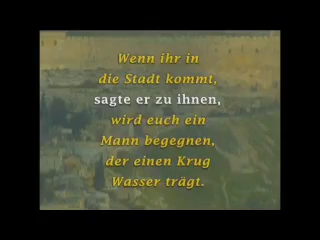 Wenn ihr in
die Stadt kommt,
sagte er zu ihnen,
wird euch ein
Mann begegnen,
der einen Krug
Wasser trägt.